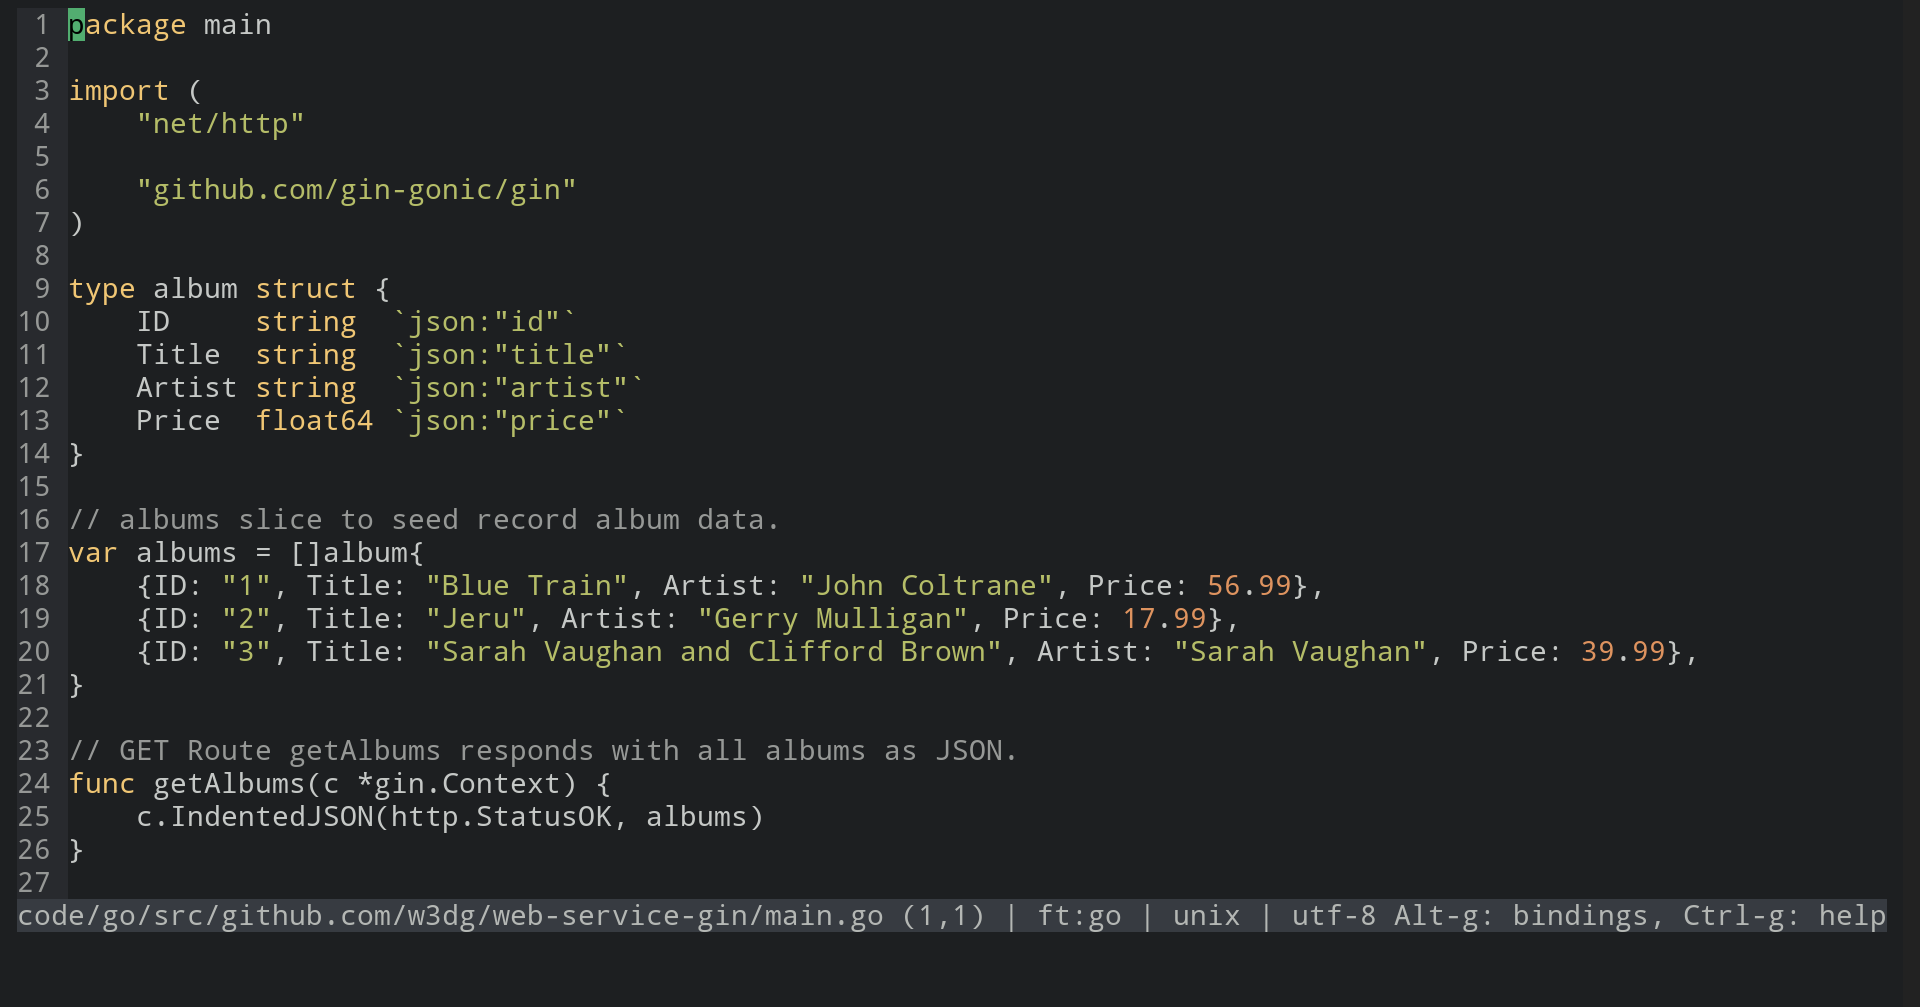 1 package main
2
3 import (
4     "net/http"
5
6     "github.com/gin-gonic/gin"
7 )
8
9 type album struct {
10     ID     string  `json:"id"`
11     Title  string  `json:"title"`
12     Artist string  `json:"artist"`
13     Price  float64 `json:"price"`
14 }
15
16 // albums slice to seed record album data.
17 var albums = []album{
18     {ID: "1", Title: "Blue Train", Artist: "John Coltrane", Price: 56.99},
19     {ID: "2", Title: "Jeru", Artist: "Gerry Mulligan", Price: 17.99},
20     {ID: "3", Title: "Sarah Vaughan and Clifford Brown", Artist: "Sarah Vaughan", Price: 39.99},
21 }
22
23 // GET Route getAlbums responds with all albums as JSON.
24 func getAlbums(c *gin.Context) {
25     c.IndentedJSON(http.StatusOK, albums)
26 }
27
code/go/src/github.com/w3dg/web-service-gin/main.go (1,1) | ft:go | unix | utf-8 Alt-g: bindings, Ctrl-g: help